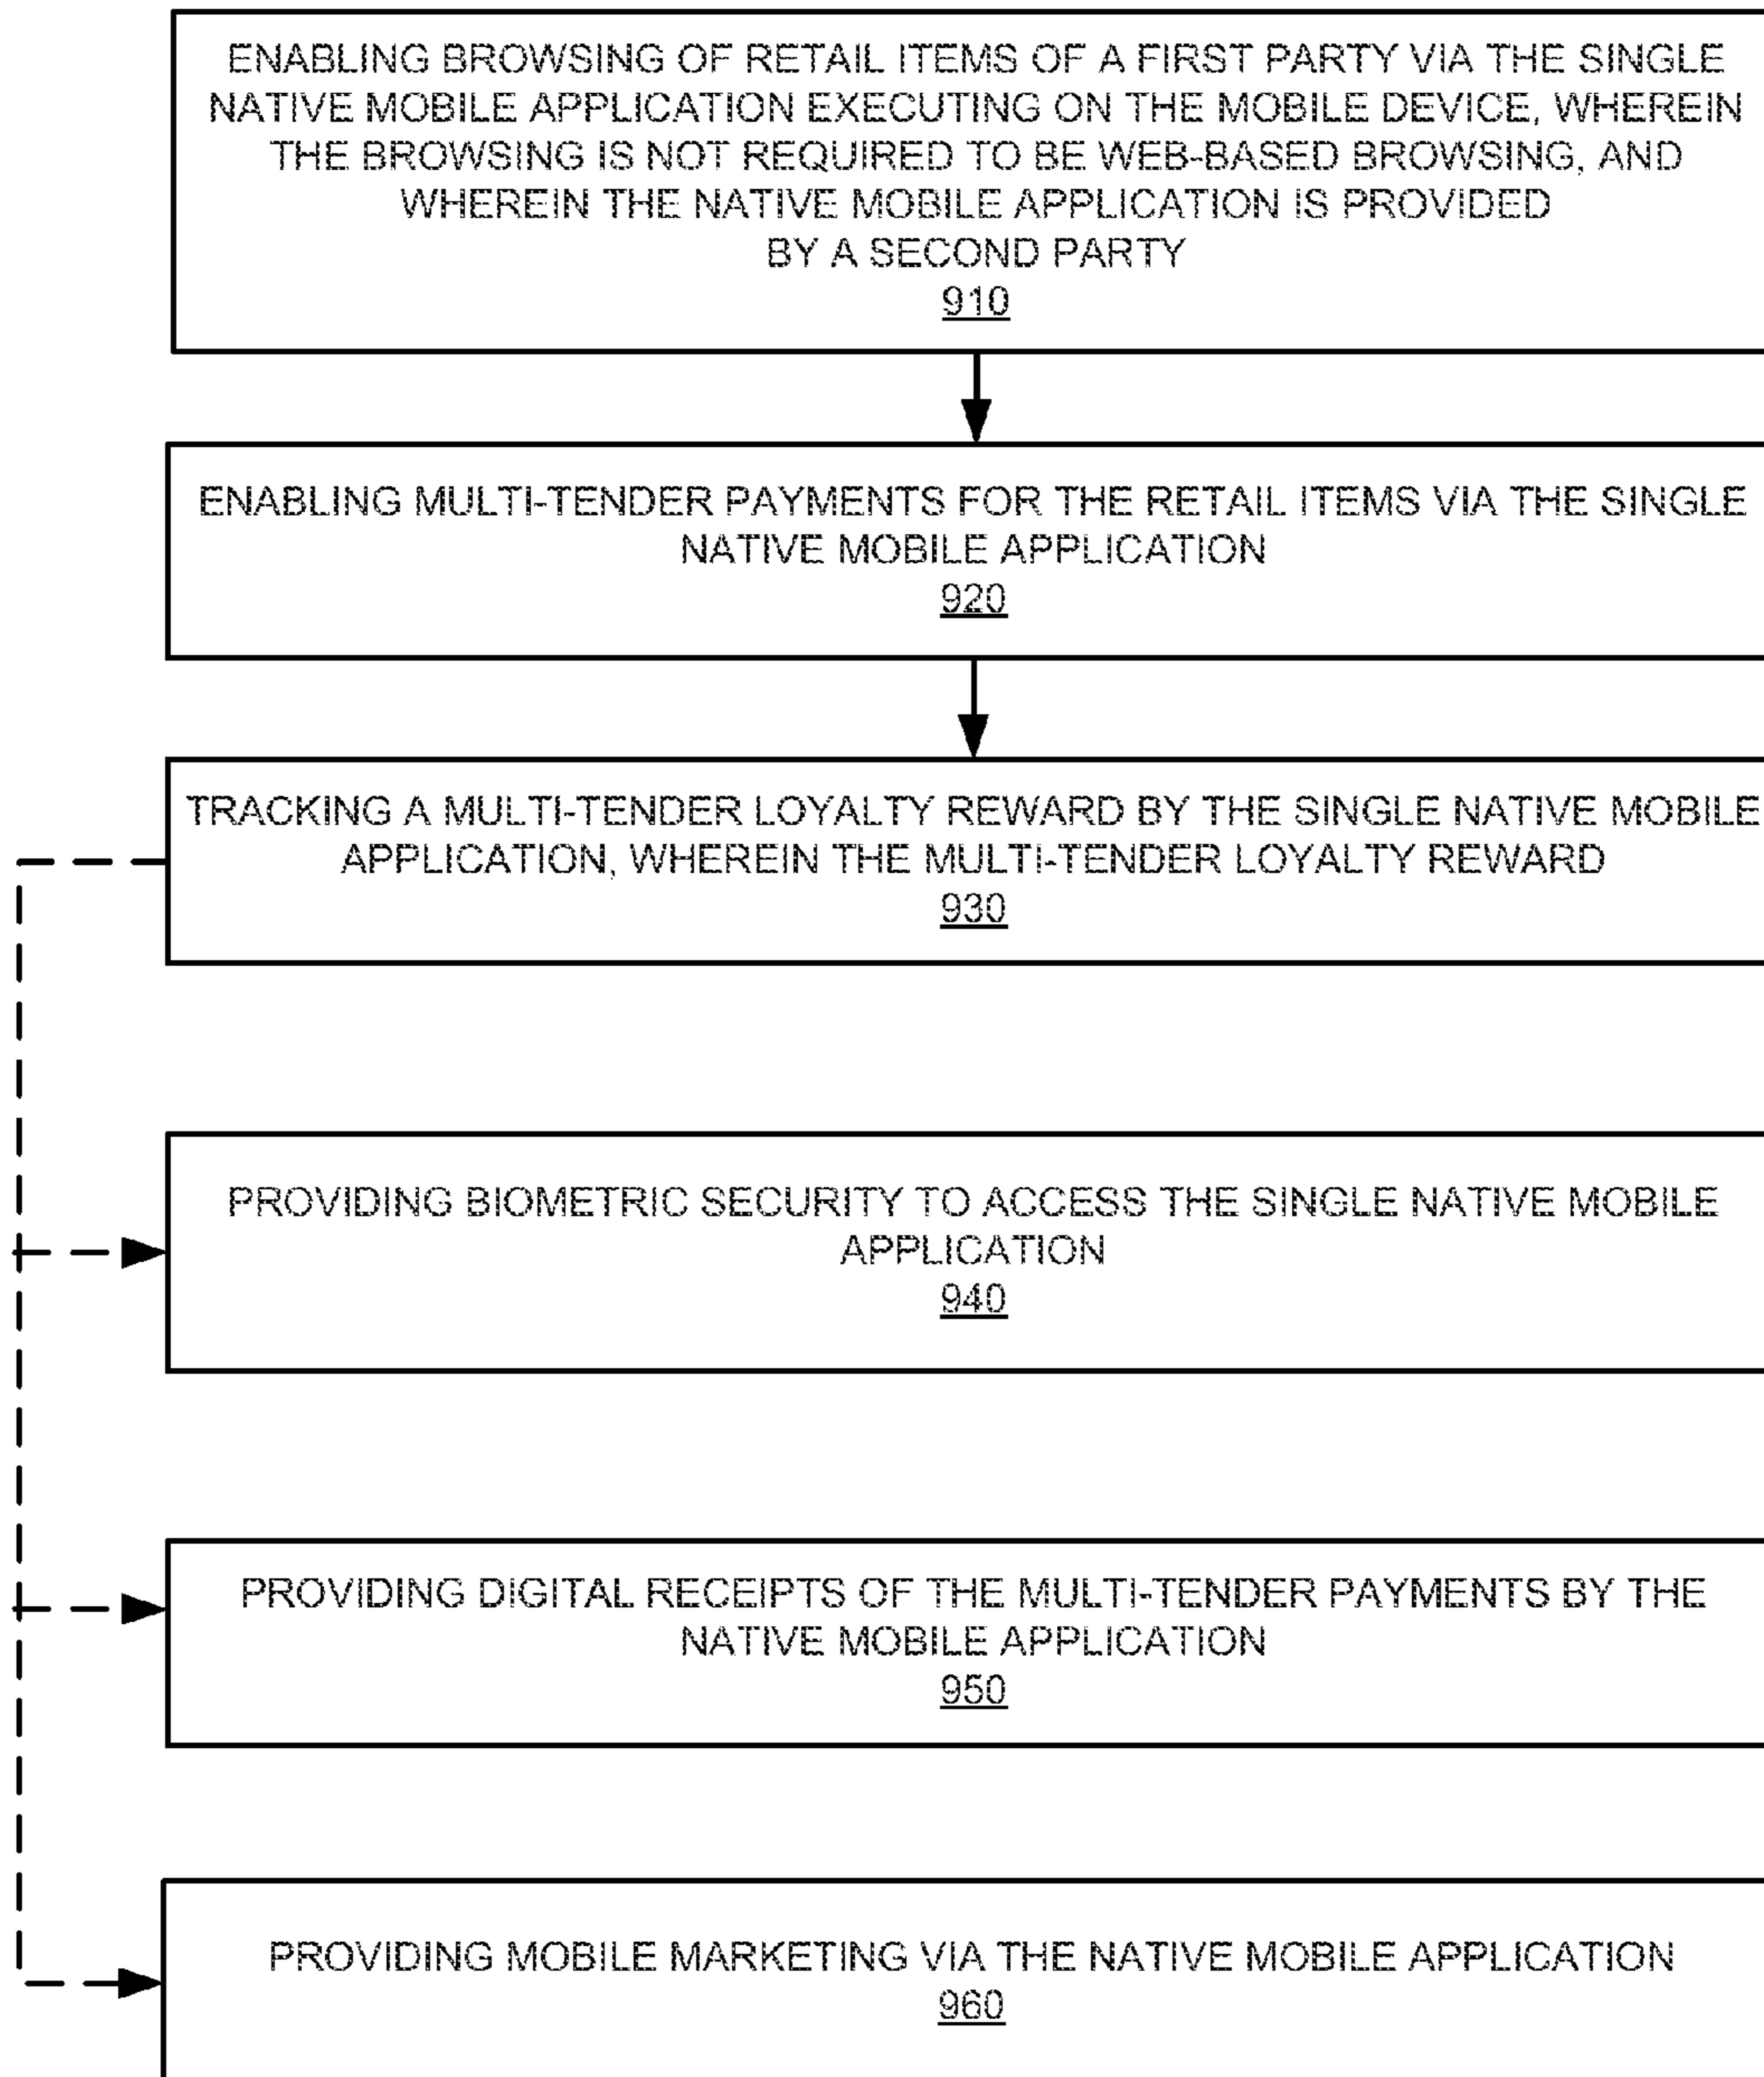 ENABLING BROWSING OF RETAIL ITEMS OF A FIRST PARTY VIA THE SINGLE
NATIVE MOBILE APPLICATION EXECUTING ON THE MOBILE DEVICE, WHEREIN
THE BROWSING IS NOT REQUIRED TO BE WEB-BASED BROWSING, AND
WHEREIN THE NATIVE MOBILE APPLICATION IS PROVIDED
BY A SECOND PARTY
910
ENABLING MULTI-TENDER PAYMENTS FOR THE RETAIL ITEMS VIA THE SINGLE
NATIVE MOBILE APPLICATION
920
TRACKING A MULTI-TENDER LOYALTY REWARD BY THE SINGLE NATIVE MOBILE
APPLICATION, WHEREIN THE MULTI-TENDER LOYALTY REWARD
930
PROVIDING BIOMETRIC SECURITY TO ACCESS THE SINGLE NATIVE MOBILE
APPLICATION
940
PROVIDING DIGITAL RECEIPTS OF THE MULTI-TENDER PAYMENTS BY THE
NATIVE MOBILE APPLICATION
950
PROVIDING MOBILE MARKETING VIA THE NATIVE MOBILE APPLICATION
960